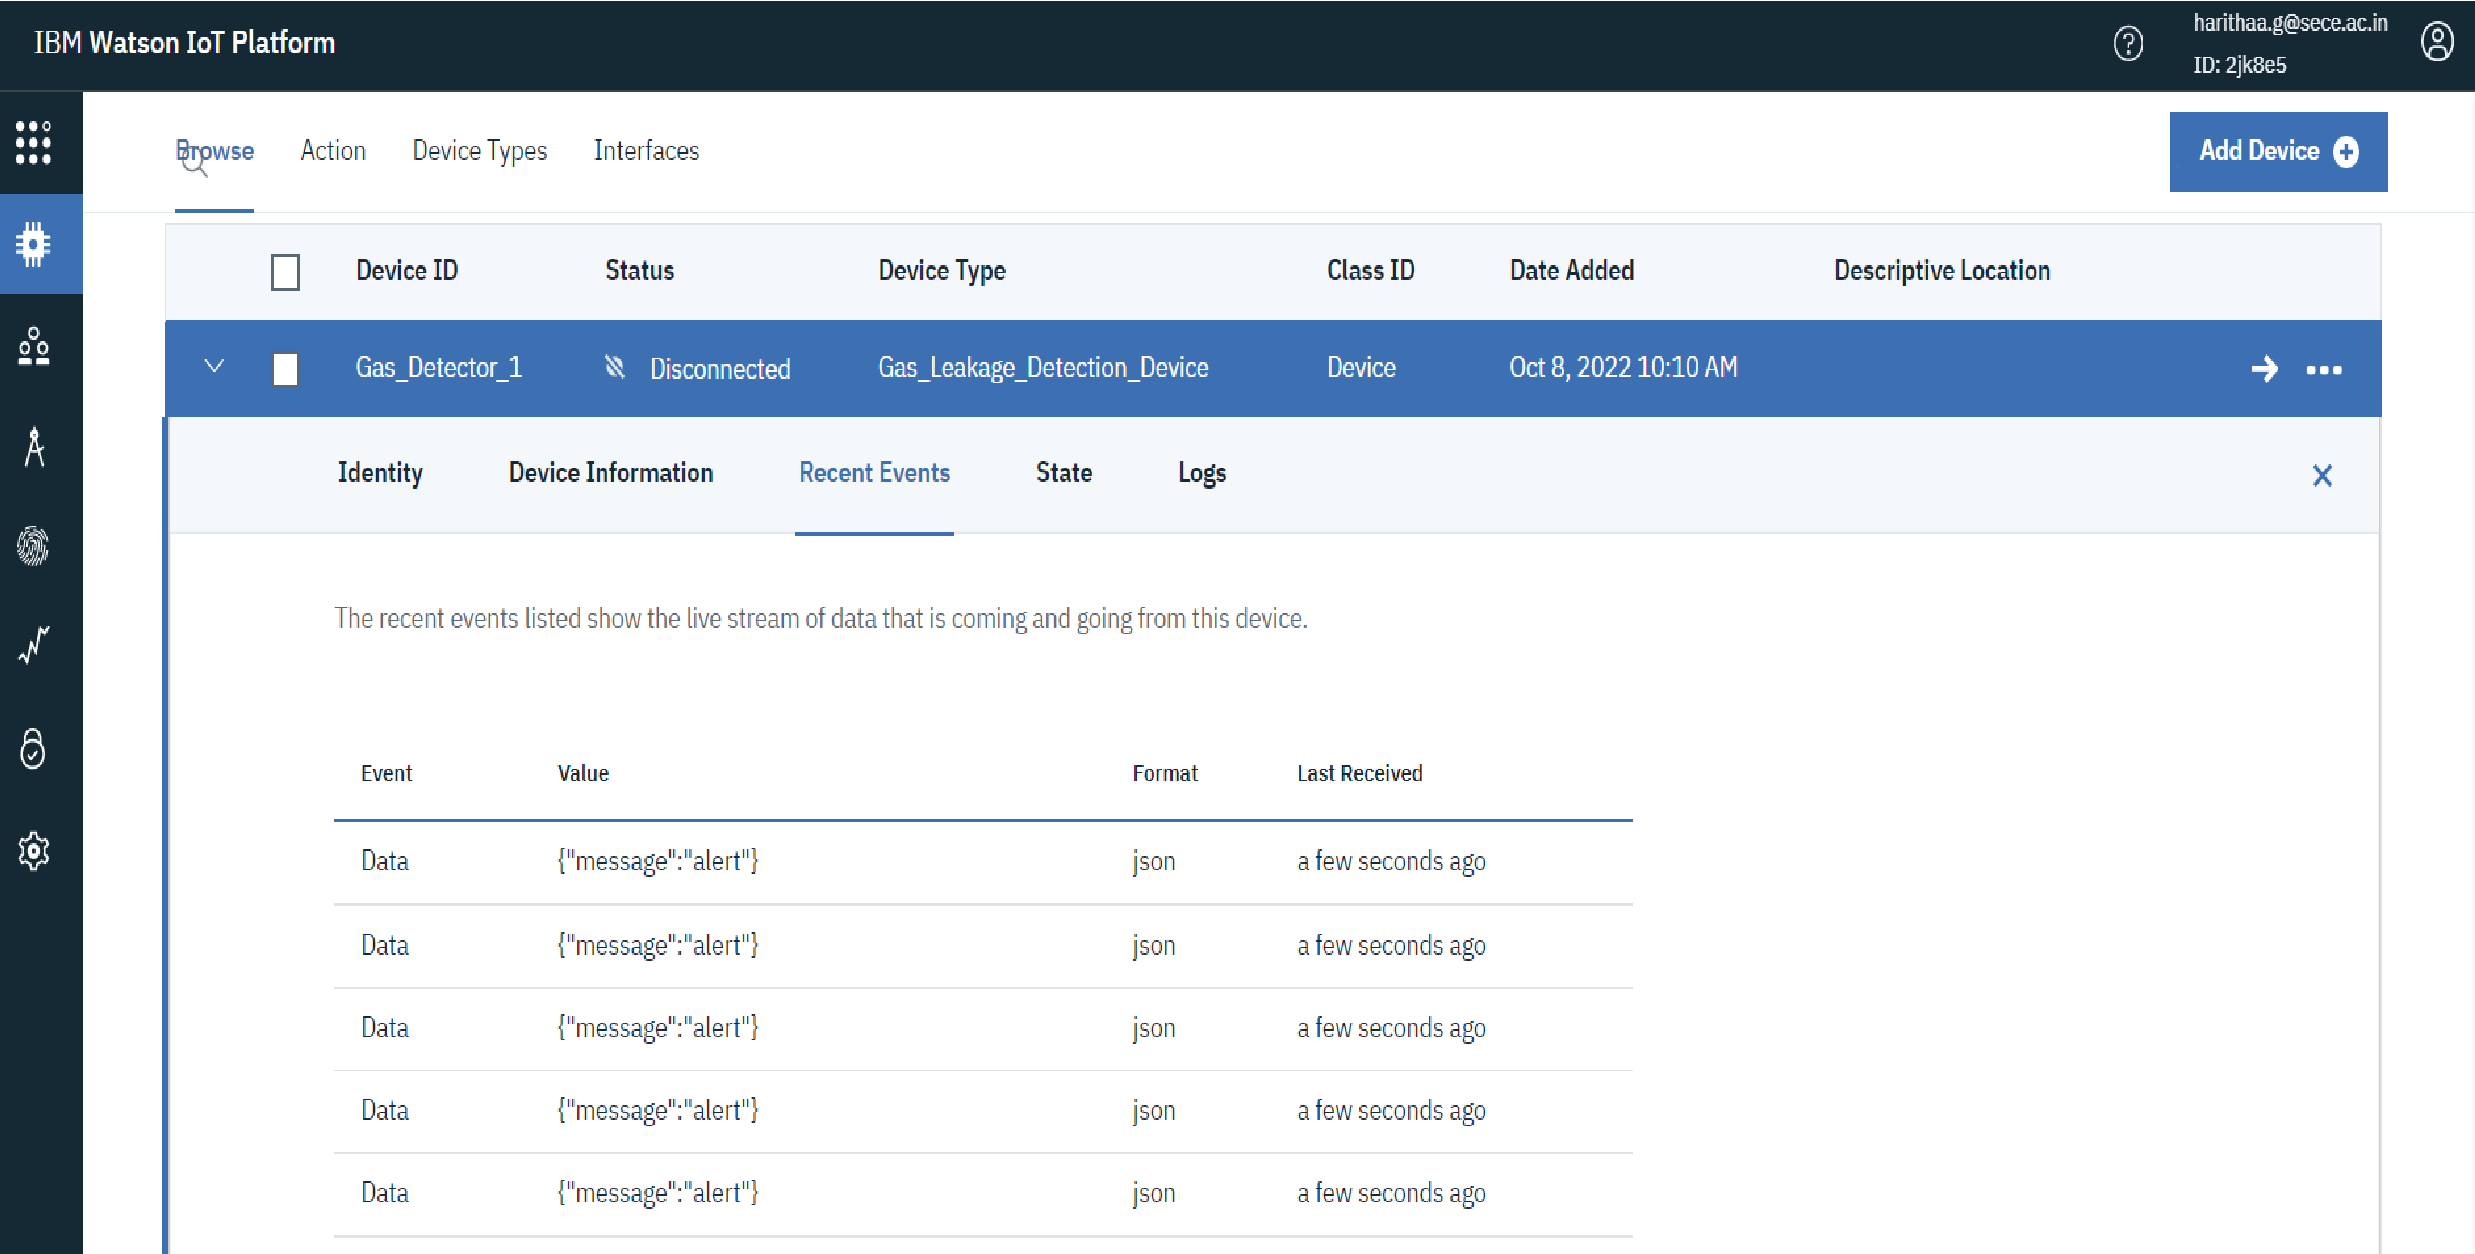 IBM Watson IoT Platform
harithaa.g@sece.ac.in
ID: 2jk8e5
Browse Action Device Types Interfaces
Add Device
Device ID Status Device Type Class ID Date Added Descriptive Location
Gas_Detector_1 Disconnected Gas_Leakage_Detection_Device Device Oct 8, 2022 10:10 AM
Identity Device Information Recent Events State Logs
The recent events listed show the live stream of data that is coming and going from this device.
Event Value Format Last Received
Data {"message":"alert"} json a few seconds ago
Data {"message":"alert"} json a few seconds ago
Data {"message":"alert"} json a few seconds ago
Data {"message":"alert"} json a few seconds ago
Data {"message":"alert"} json a few seconds ago